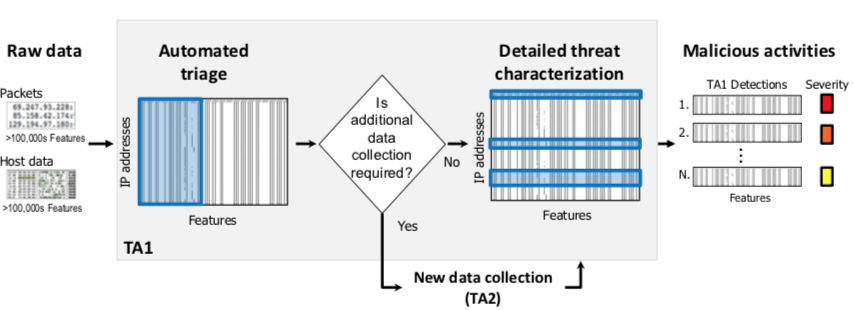 Raw data
Packets
69.247.93.228:
85.158.42.174:
129.194.97.180:
>100,000s Features
Host data
>100,000s Features
Automated
triage
IP addresses
Features
TA1
Is
additional
data
collection
required?
No
Yes
New data collection
(TA2)
Detailed threat
characterization
IP addresses
Features
Malicious activities
TA1 Detections
Severity
1.
2.
⋮
N.
Features